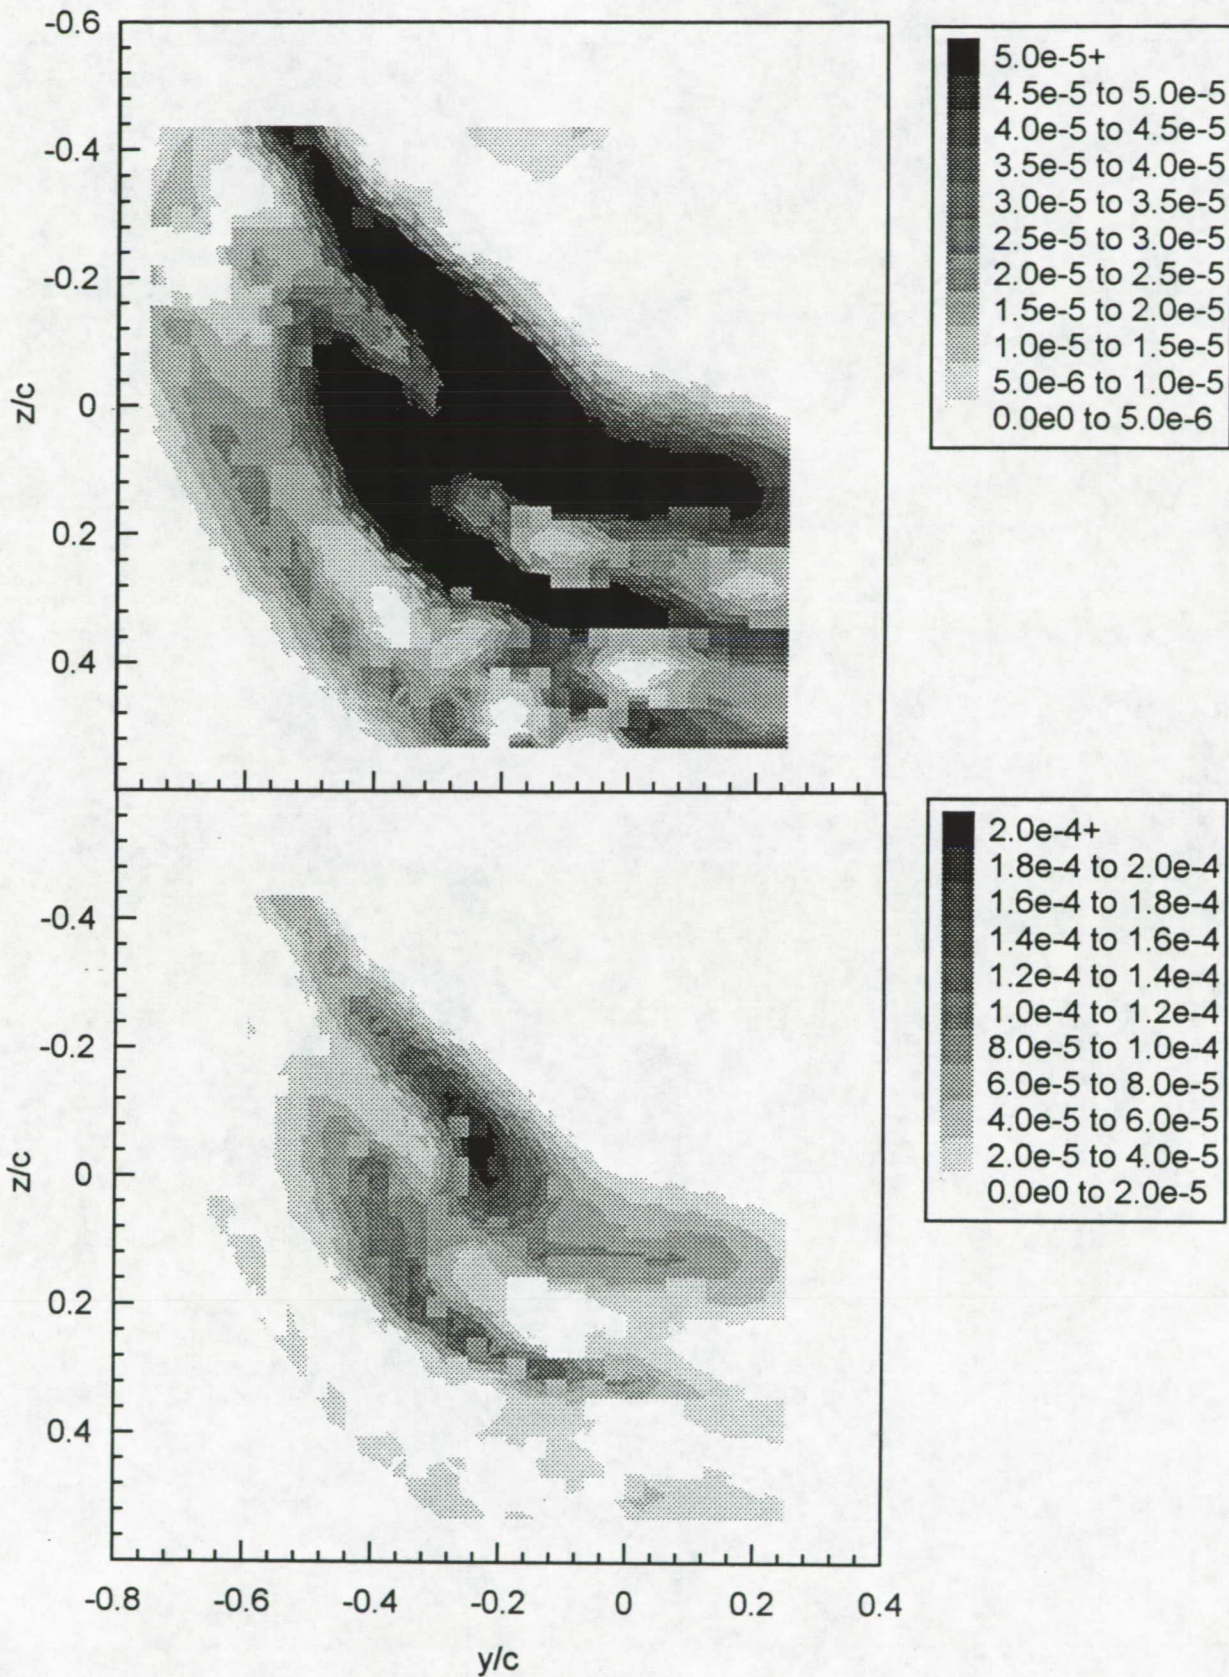 -0.6
-0.4
-0.2
0
0.2
0.4
z/c
5.0e-5+
4.5e-5 to 5.0e-5
4.0e-5 to 4.5e-5
3.5e-5 to 4.0e-5
3.0e-5 to 3.5e-5
2.5e-5 to 3.0e-5
2.0e-5 to 2.5e-5
1.5e-5 to 2.0e-5
1.0e-5 to 1.5e-5
5.0e-6 to 1.0e-5
0.0e0 to 5.0e-6
-0.4
-0.2
0
0.2
0.4
z/c
2.0e-4+
1.8e-4 to 2.0e-4
1.6e-4 to 1.8e-4
1.4e-4 to 1.6e-4
1.2e-4 to 1.4e-4
1.0e-4 to 1.2e-4
8.0e-5 to 1.0e-4
6.0e-5 to 8.0e-5
4.0e-5 to 6.0e-5
2.0e-5 to 4.0e-5
0.0e0 to 2.0e-5
-0.8 -0.6 -0.4 -0.2 0 0.2 0.4
y/c